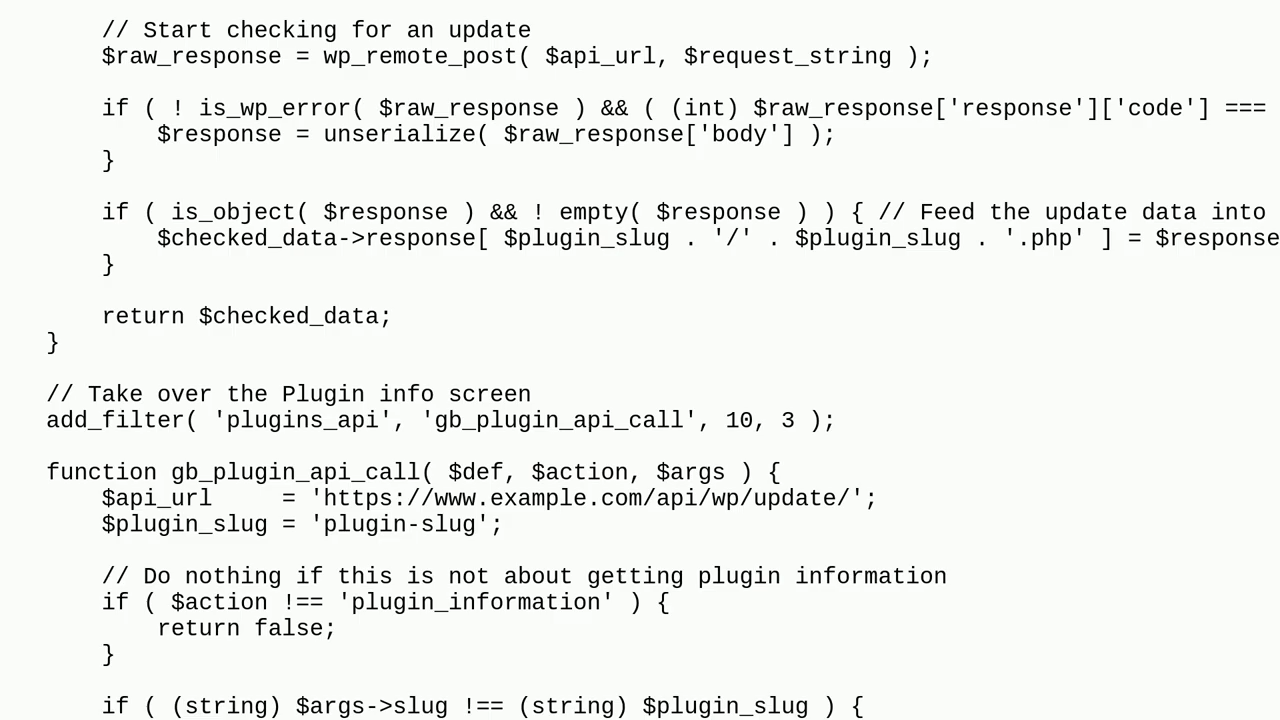 // Start checking for an update
$raw_response = wp_remote_post( $api_url, $request_string );
if ( ! is_wp_error( $raw_response ) && ( (int) $raw_response['response']['code'] ===
$response = unserialize( $raw_response['body'] );
}
if ( is_object( $response ) && ! empty( $response ) ) { // Feed the update data into
$checked_data->response[ $plugin_slug . '/' . $plugin_slug . '.php' ] = $response
}
return $checked_data;
}
// Take over the Plugin info screen
add_filter( 'plugins_api', 'gb_plugin_api_call', 10, 3 );
function gb_plugin_api_call( $def, $action, $args ) {
$api_url     = 'https://www.example.com/api/wp/update/';
$plugin_slug = 'plugin-slug';
// Do nothing if this is not about getting plugin information
if ( $action !== 'plugin_information' ) {
return false;
}
if ( (string) $args->slug !== (string) $plugin_slug ) {